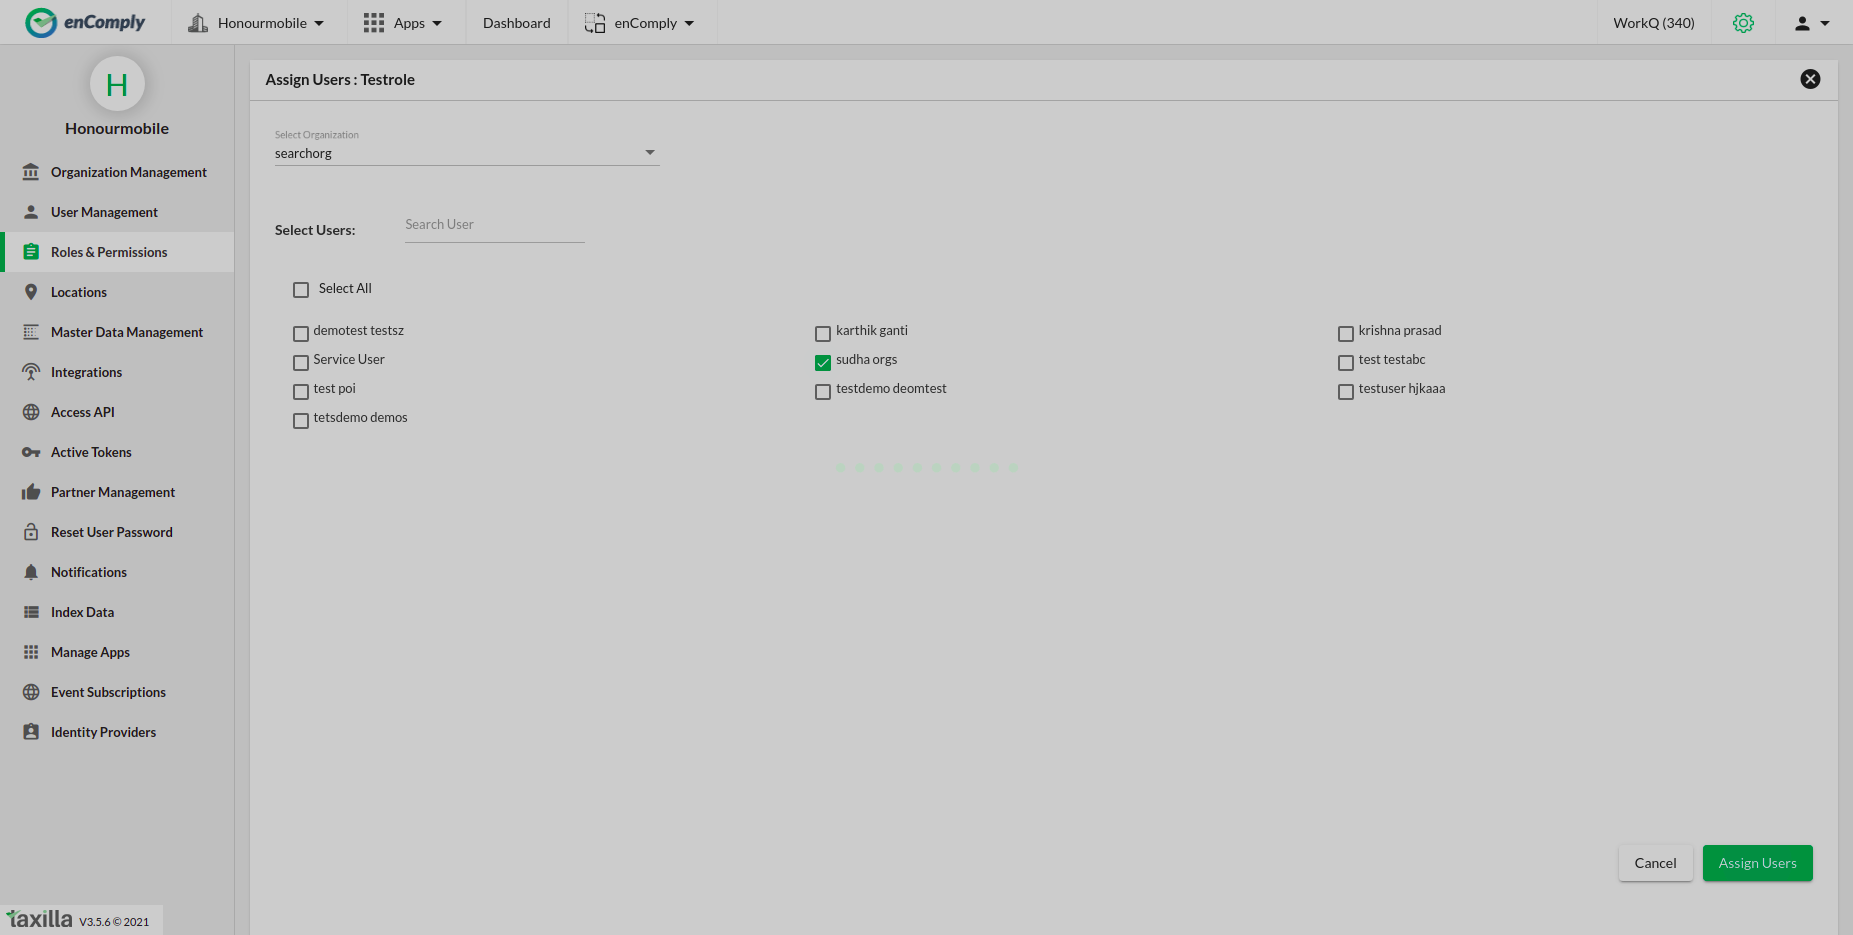 enComply
Honourmobile
Apps
Dashboard
enComply
WorkQ (340)
H
Honourmobile
Organization Management
User Management
Roles & Permissions
Locations
Master Data Management
Integrations
Access API
Active Tokens
Partner Management
Reset User Password
Notifications
Index Data
Manage Apps
Event Subscriptions
Identity Providers
taxilla V3.5.6 © 2021
Assign Users : Testrole
Select Organization
searchorg
Select Users:
Search User
Select All
demotest testsz
karthik ganti
krishna prasad
Service User
sudha orgs
test testabc
test poi
testdemo deomtest
testuser hjkaaa
tetsdemo demos
Cancel
Assign Users